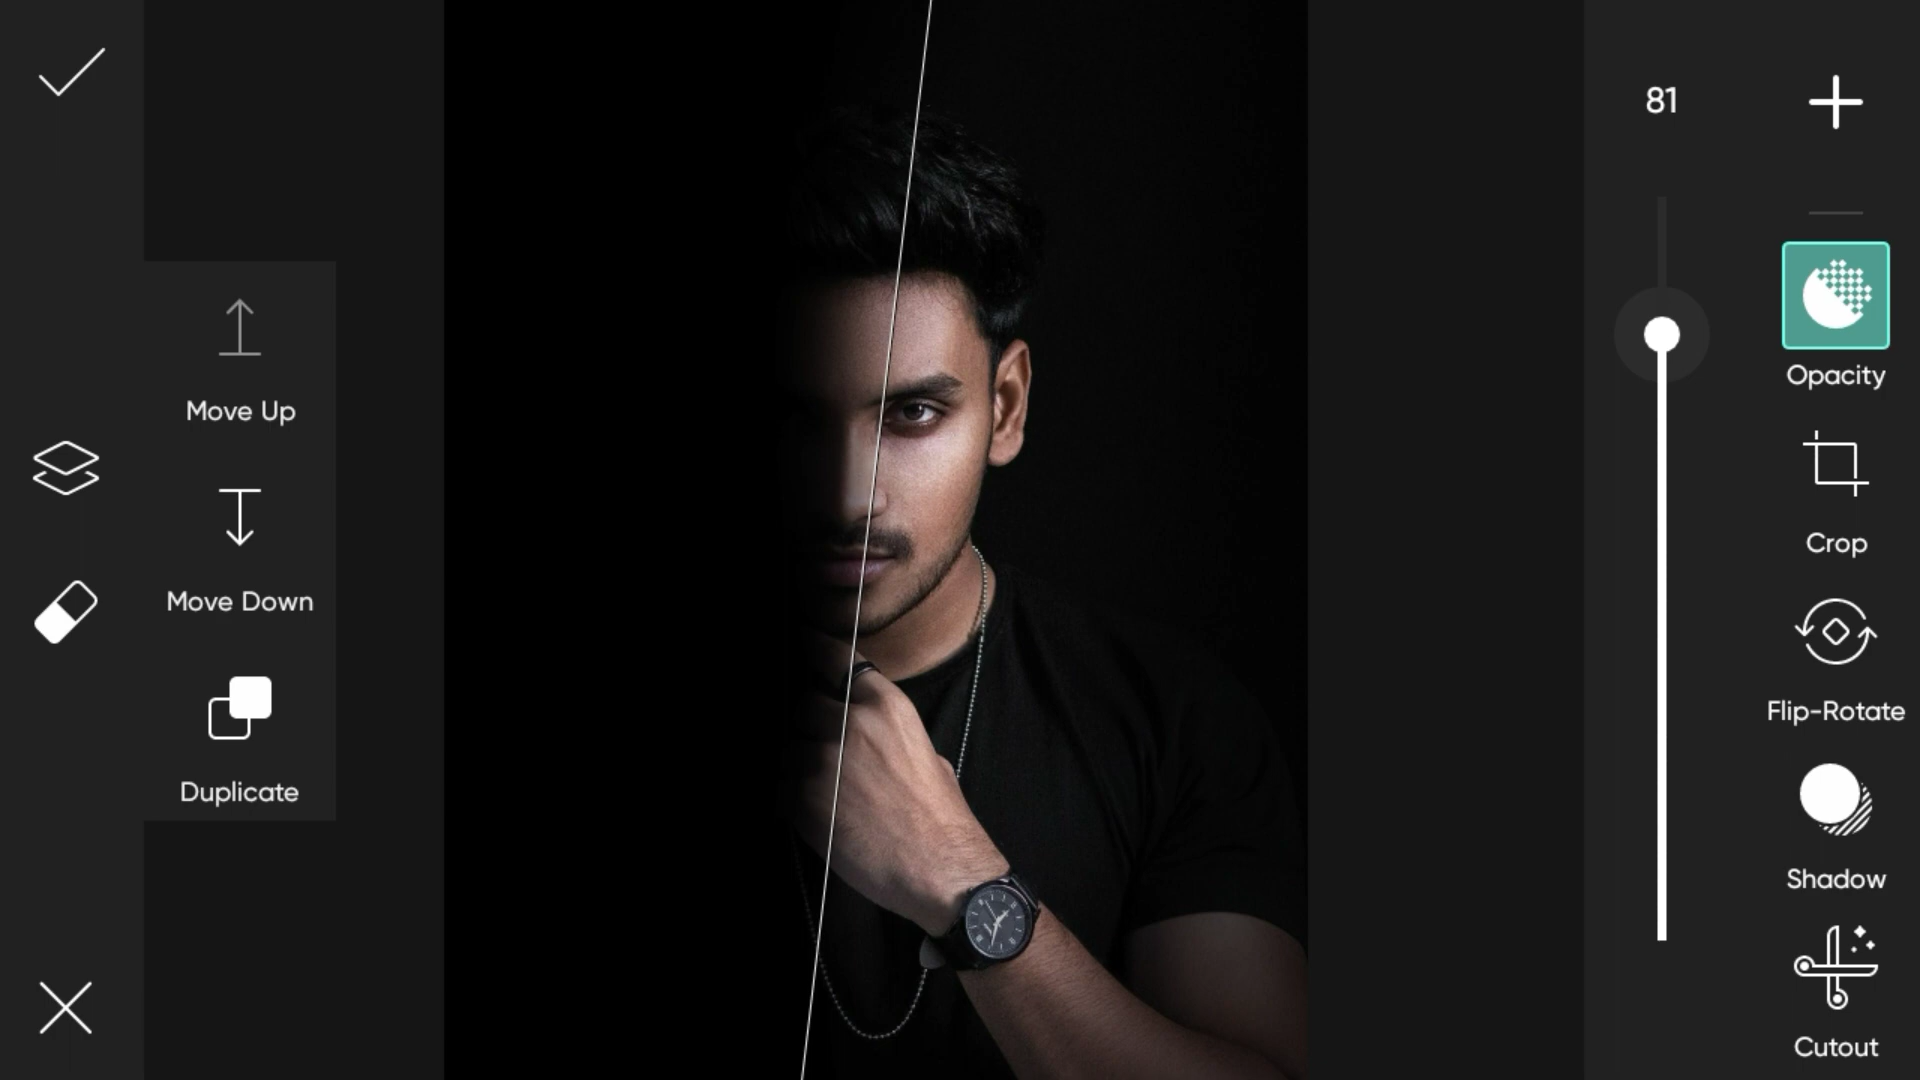 Move Up
Move Down
Duplicate
81
Opacity
Crop
Flip-Rotate
Shadow
Cutout